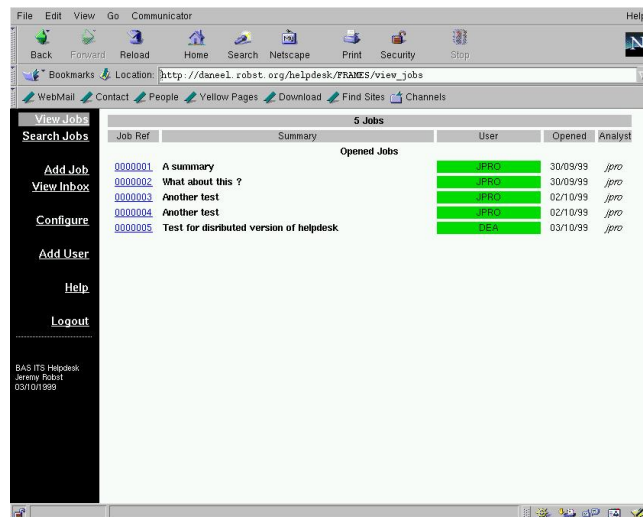 File Edit View Go Communicator Help
Back Forward Reload Home Search Netscape Print Security Stop
Bookmarks Location: http://daneel.robst.org/helpdesk/FRAMES/view_jobs
WebMail Contact People Yellow Pages Download Find Sites Channels
View Jobs
Search Jobs
Add Job
View Inbox
Configure
Add User
Help
Logout
BAS ITS Helpdesk
Jeremy Robst
03/10/1999
5 Jobs
Job Ref Summary User Opened Analyst
Opened Jobs
0000001 A summary JPRO 30/09/99 jpro
0000002 What about this ? JPRO 30/09/99 jpro
0000003 Another test JPRO 02/10/99 jpro
0000004 Another test JPRO 02/10/99 jpro
0000005 Test for disributed version of helpdesk DEA 03/10/99 jpro